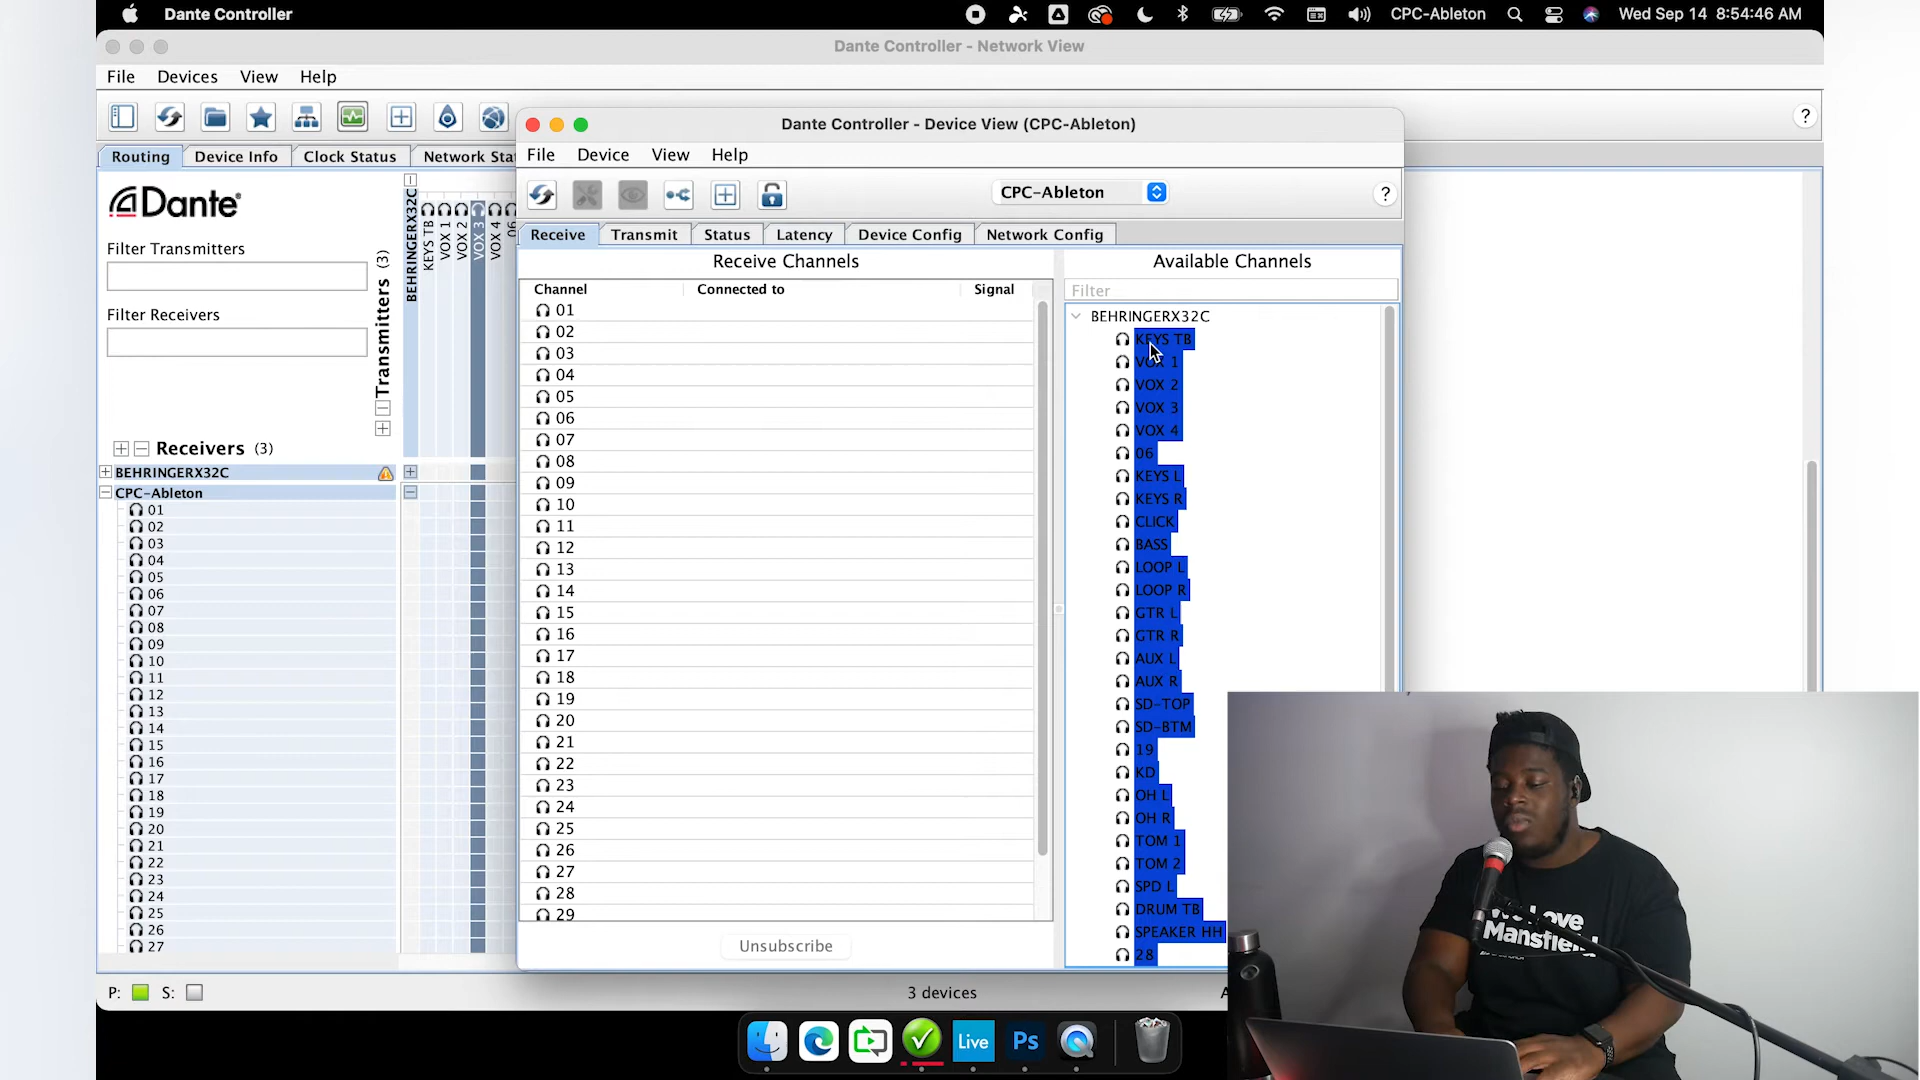 Dante Controller
CPC-Ableton
Wed Sep 14 8:54:46 AM
Dante Controller - Network View
File Devices View Help
?
Routing Device Info Clock Status Network Stat
Dante
Filter Transmitters
Filter Receivers
Transmitters (3)
BEHRINGERX32C
KEYS TB
VOX 1
VOX 2
VOX 3
VOX 4
06
Receivers (3)
BEHRINGERX32C
CPC-Ableton
01
02
03
04
05
06
07
08
09
10
11
12
13
14
15
16
17
18
19
20
21
22
23
24
25
26
27
Dante Controller - Device View (CPC-Ableton)
File Device View Help
CPC-Ableton
?
Receive Transmit Status Latency Device Config Network Config
Receive Channels
Channel Connected to Signal
01
02
03
04
05
06
07
08
09
10
11
12
13
14
15
16
17
18
19
20
21
22
23
24
25
26
27
28
29
Unsubscribe
Available Channels
Filter
BEHRINGERX32C
KEYS TB
VOX 1
VOX 2
VOX 3
VOX 4
06
KEYS L
KEYS R
CLICK
BASS
LOOP L
LOOP R
GTR L
GTR R
AUX L
AUX R
SD-TOP
SD-BTM
19
KD
OH L
OH R
TOM 1
TOM 2
SPD L
DRUM TB
SPEAKER HH
28
P: S:
3 devices
A
Live
Ps
We Love
Mansfield